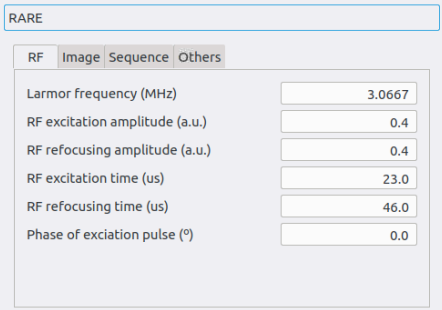 RARE
RF Image Sequence Others
Larmor frequency (MHz) 3.0667
RF excitation amplitude (a.u.) 0.4
RF refocusing amplitude (a.u.) 0.4
RF excitation time (us) 23.0
RF refocusing time (us) 46.0
Phase of exciation pulse (º) 0.0